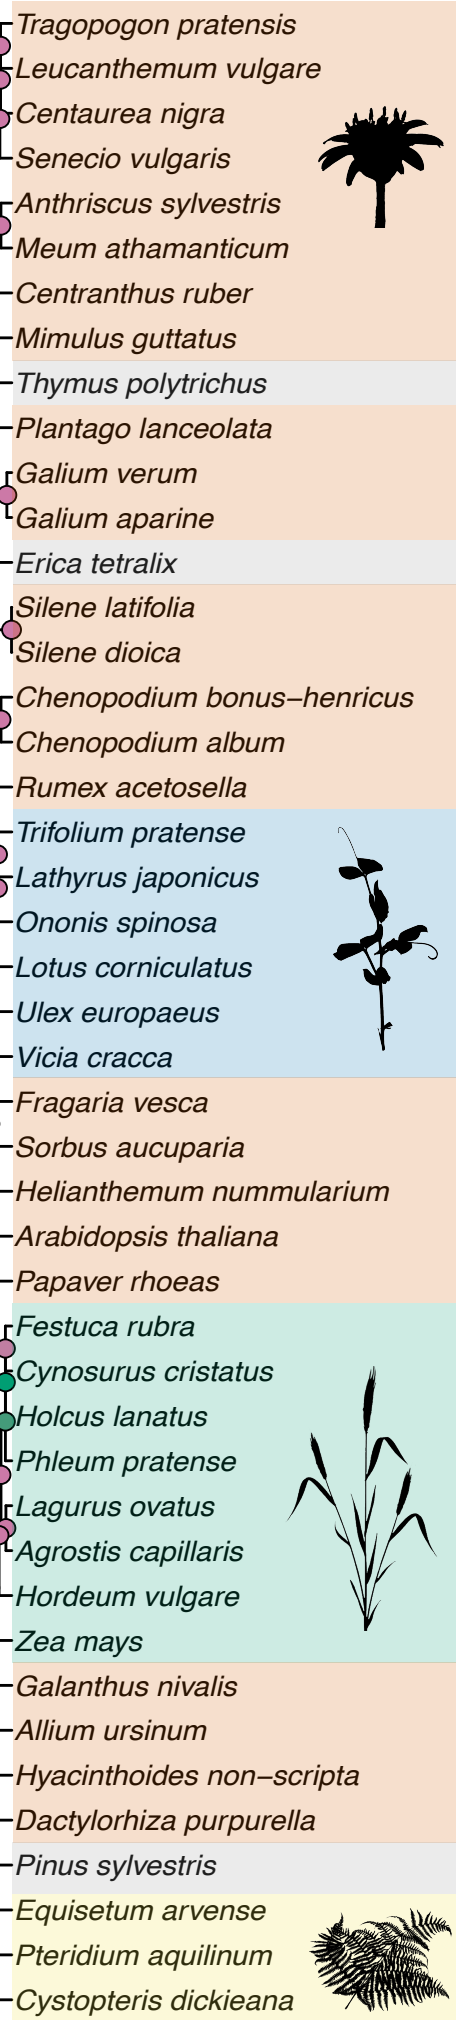 Tragopogon pratensis
Leucanthemum vulgare
Centaurea nigra
Senecio vulgaris
Anthriscus sylvestris
Meum athamanticum
Centranthus ruber
Mimulus guttatus
Thymus polytrichus
Plantago lanceolata
Galium verum
Galium aparine
Erica tetralix
Silene latifolia
Silene dioica
Chenopodium bonus−henricus
Chenopodium album
Rumex acetosella
Trifolium pratense
Lathyrus japonicus
Ononis spinosa
Lotus corniculatus
Ulex europaeus
Vicia cracca
Fragaria vesca
Sorbus aucuparia
Helianthemum nummularium
Arabidopsis thaliana
Papaver rhoeas
Festuca rubra
Cynosurus cristatus
Holcus lanatus
Phleum pratense
Lagurus ovatus
Agrostis capillaris
Hordeum vulgare
Zea mays
Galanthus nivalis
Allium ursinum
Hyacinthoides non−scripta
Dactylorhiza purpurella
Pinus sylvestris
Equisetum arvense
Pteridium aquilinum
Cystopteris dickieana